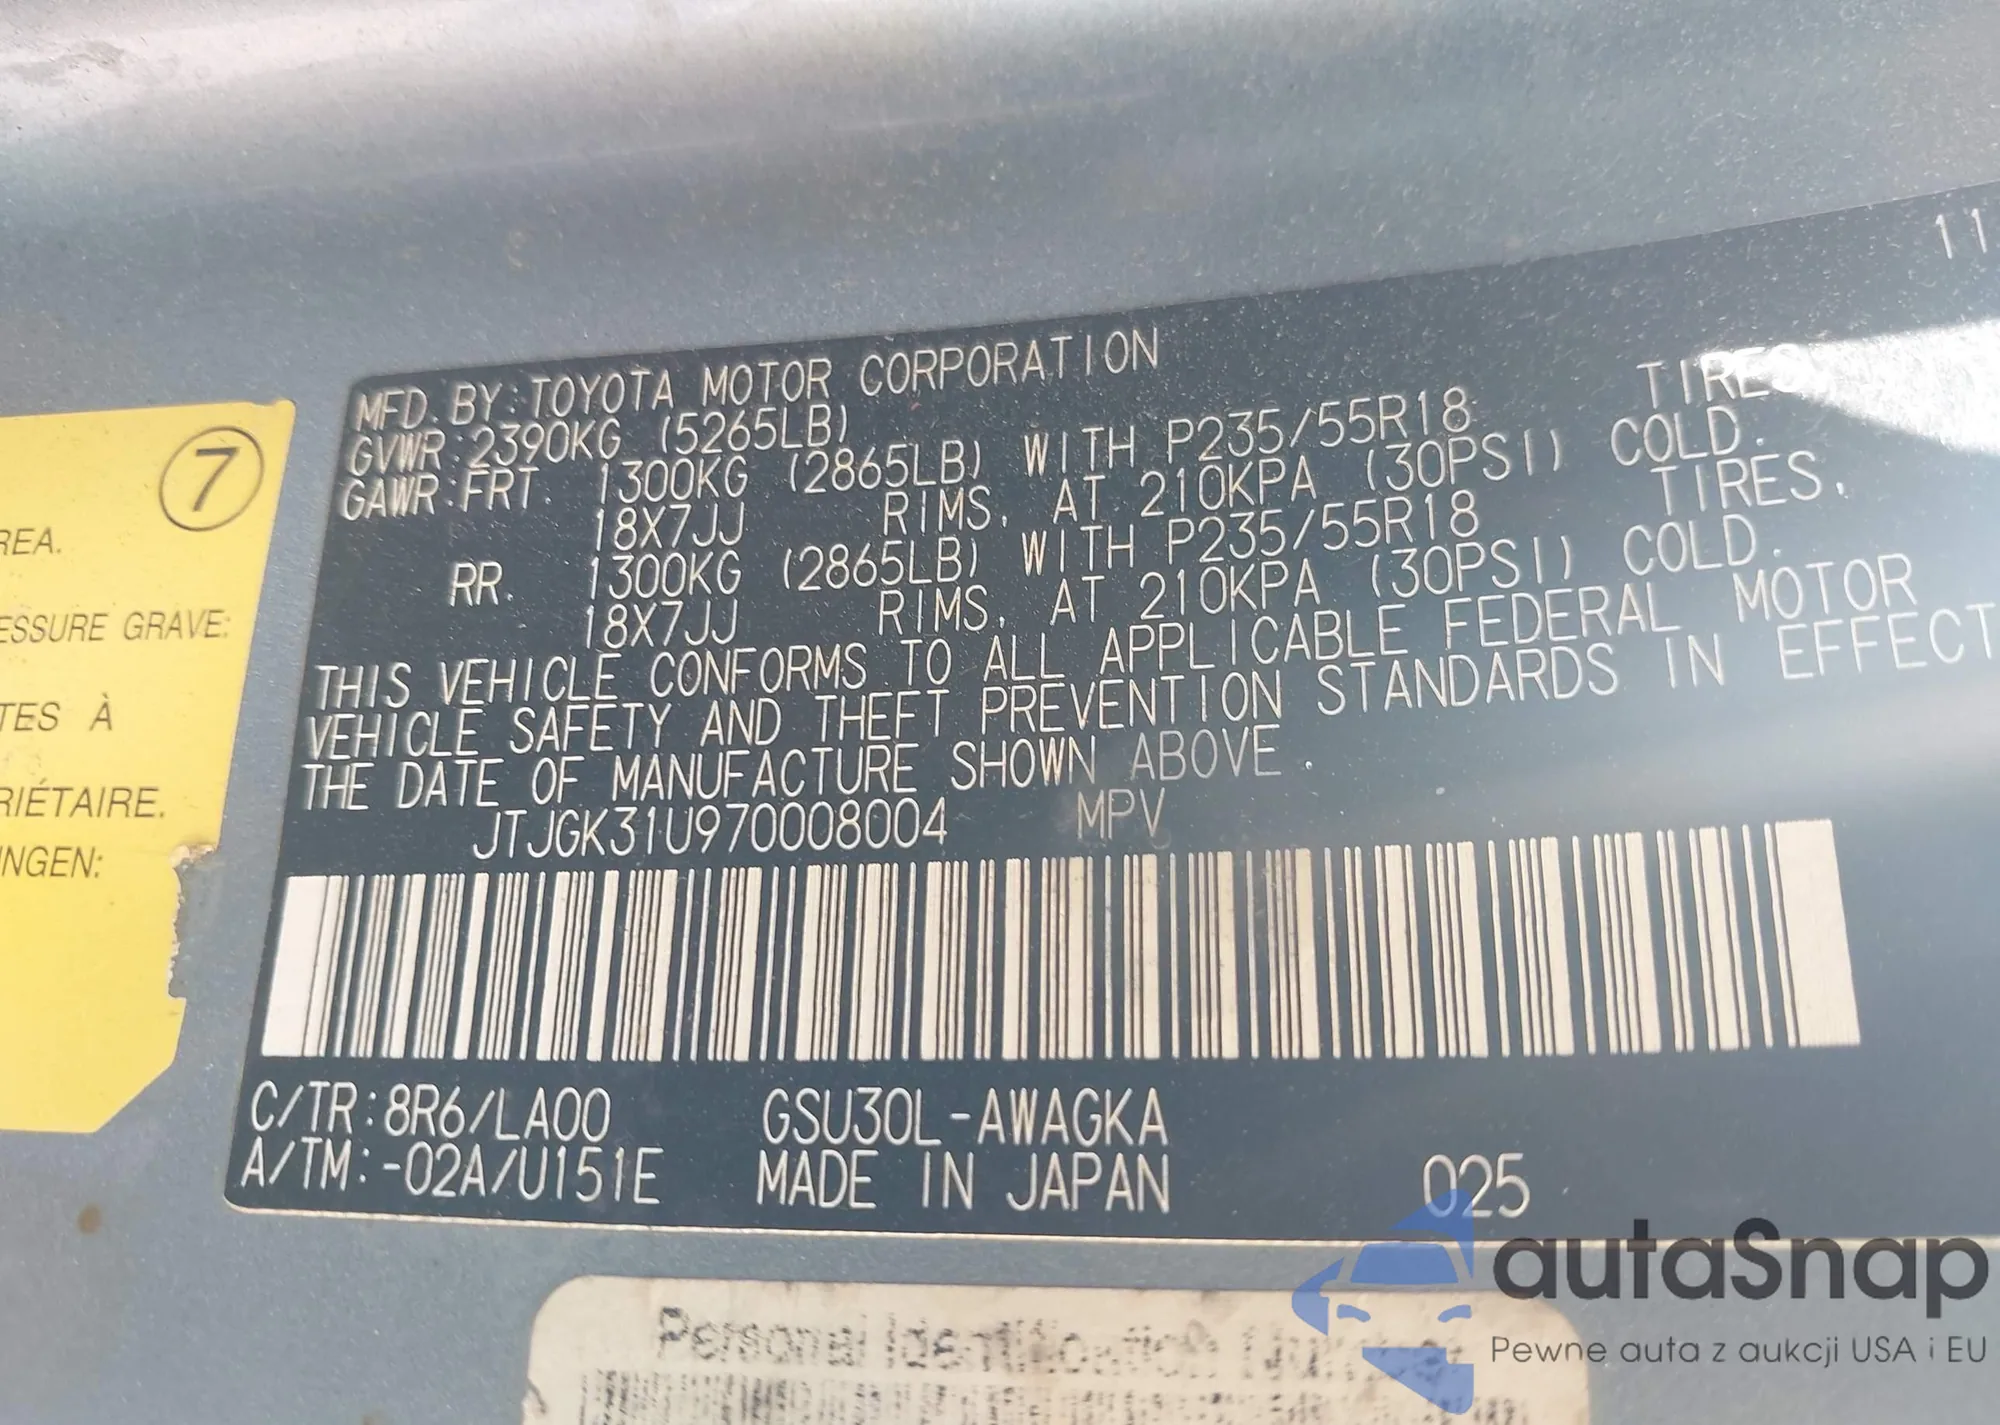 11
MFD. BY: TOYOTA MOTOR CORPORATION
GVWR: 2390KG (5265LB)
GAWR: FRT. 1300KG (2865LB) WITH P235/55R18 TIRES,
18X7JJ RIMS, AT 210KPA (30PSI) COLD.
RR. 1300KG (2865LB) WITH P235/55R18 TIRES,
18X7JJ RIMS, AT 210KPA (30PSI) COLD.
THIS VEHICLE CONFORMS TO ALL APPLICABLE FEDERAL MOTOR
VEHICLE SAFETY AND THEFT PREVENTION STANDARDS IN EFFECT
THE DATE OF MANUFACTURE SHOWN ABOVE.
JTJGK31U970008004 MPV
C/TR: 8R6/LA00 GSU30L-AWAGKA
A/TM: -02A/U151E MADE IN JAPAN 025
7
REA.
ESSURE GRAVE:
TES À
RIÉTAIRE.
NGEN:
Personal Identification
autaSnap
Pewne auta z aukcji USA i EU